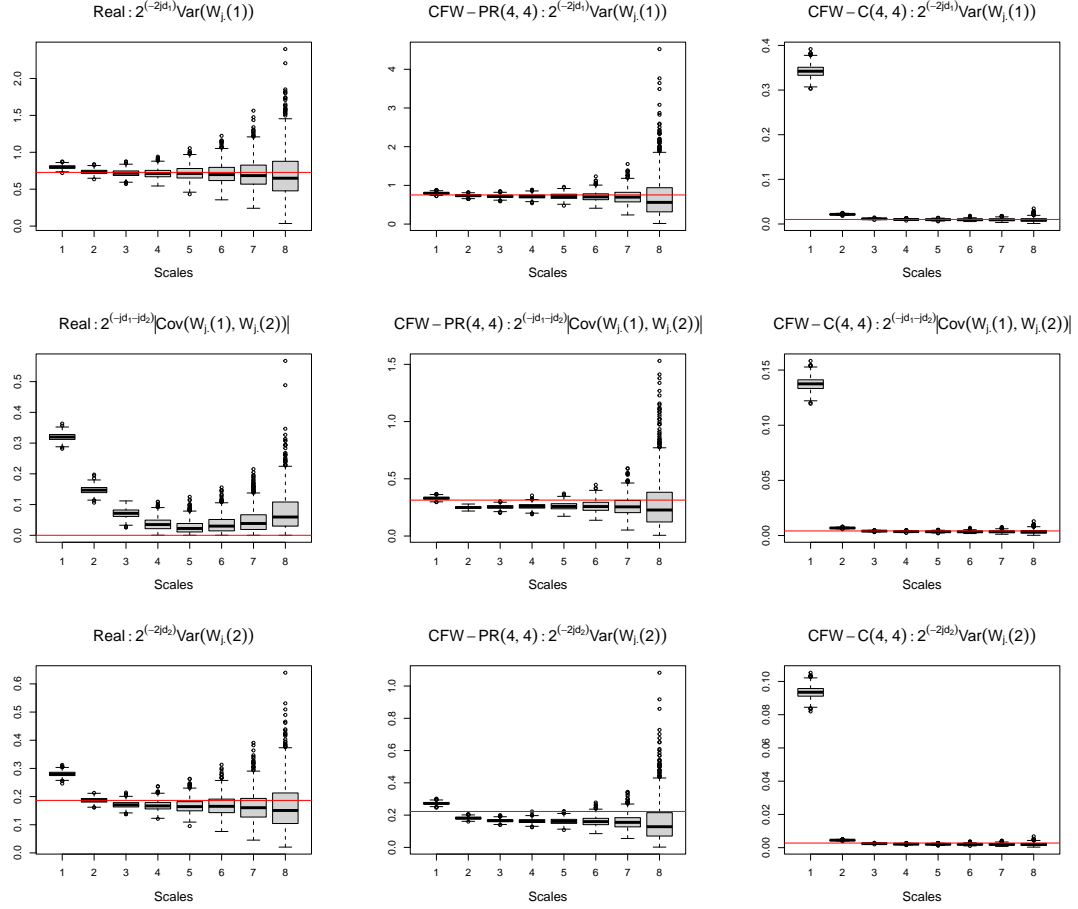 Real : 2^(−2jd₁)Var(Wⱼ.(1))
CFW − PR(4, 4) : 2^(−2jd₁)Var(Wⱼ.(1))
CFW − C(4, 4) : 2^(−2jd₁)Var(Wⱼ.(1))
0.0 0.5 1.0 1.5 2.0
1 2 3 4 5 6 7 8
Scales
0 1 2 3 4
1 2 3 4 5 6 7 8
Scales
0.0 0.1 0.2 0.3 0.4
1 2 3 4 5 6 7 8
Scales
Real : 2^(−jd₁−jd₂)|Cov(Wⱼ.(1), Wⱼ.(2))|
CFW − PR(4, 4) : 2^(−jd₁−jd₂)|Cov(Wⱼ.(1), Wⱼ.(2))|
CFW − C(4, 4) : 2^(−jd₁−jd₂)|Cov(Wⱼ.(1), Wⱼ.(2))|
0.0 0.1 0.2 0.3 0.4 0.5
1 2 3 4 5 6 7 8
Scales
0.0 0.5 1.0 1.5
1 2 3 4 5 6 7 8
Scales
0.00 0.05 0.10 0.15
1 2 3 4 5 6 7 8
Scales
Real : 2^(−2jd₂)Var(Wⱼ.(2))
CFW − PR(4, 4) : 2^(−2jd₂)Var(Wⱼ.(2))
CFW − C(4, 4) : 2^(−2jd₂)Var(Wⱼ.(2))
0.0 0.1 0.2 0.3 0.4 0.5 0.6
1 2 3 4 5 6 7 8
Scales
0.0 0.2 0.4 0.6 0.8 1.0
1 2 3 4 5 6 7 8
Scales
0.00 0.02 0.04 0.06 0.08 0.10
1 2 3 4 5 6 7 8
Scales